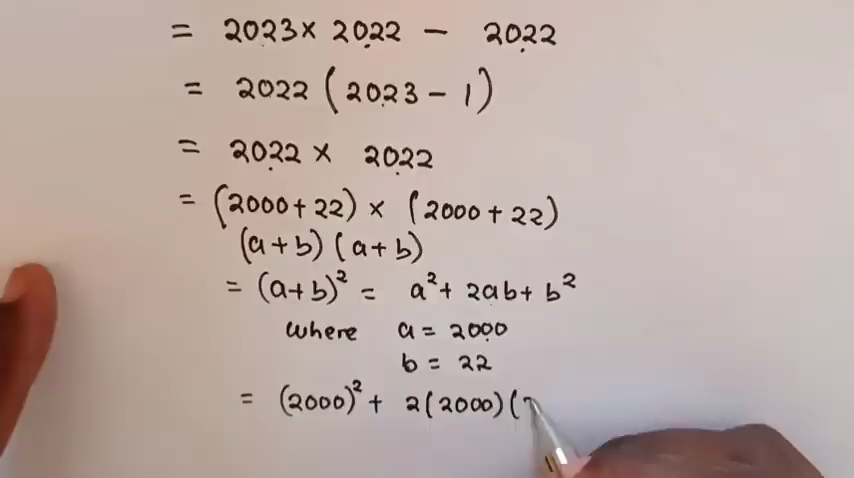 = 2023 × 2022 − 2022
= 2022 (2023 − 1)
= 2022 × 2022
= (2000 + 22) × (2000 + 22)
(a + b) (a + b)
= (a + b)² = a² + 2ab + b²
where a = 2000
b = 22
= (2000)² + 2(2000)(